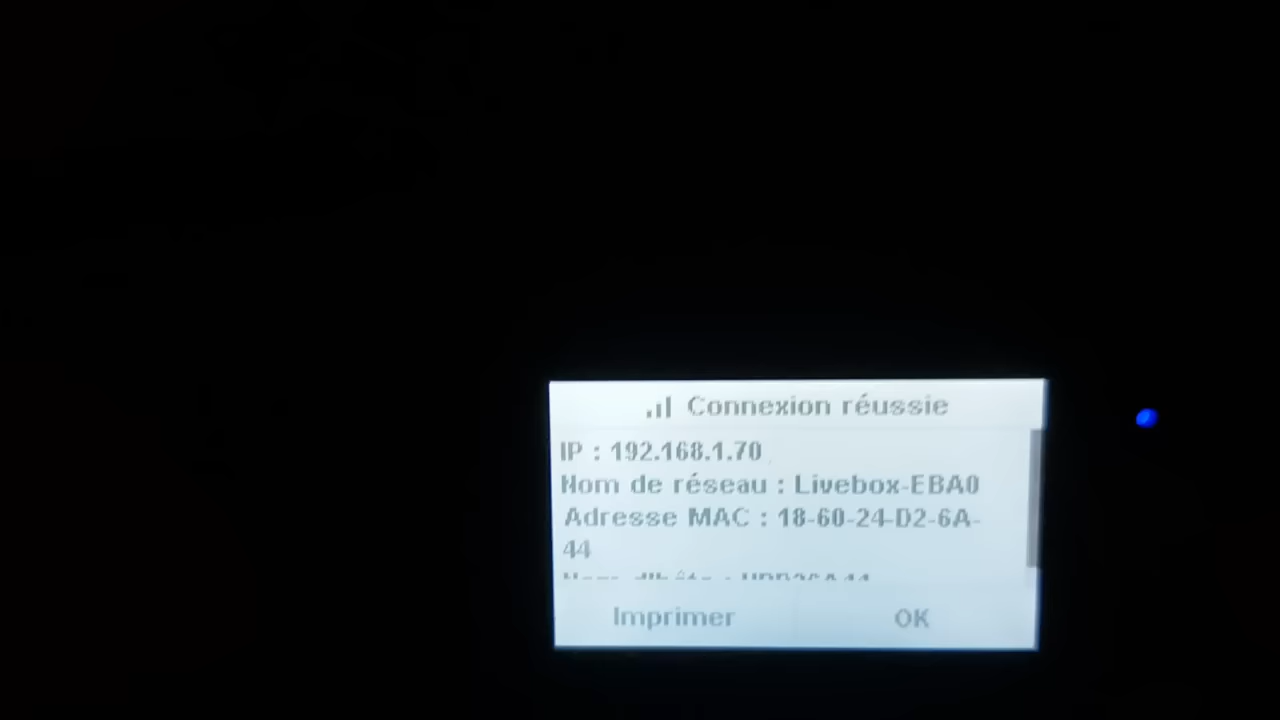 Connexion réussie
IP : 192.168.1.70
Nom de réseau : Livebox-EBA0
Adresse MAC : 18-60-24-D2-6A-
44
Imprimer OK